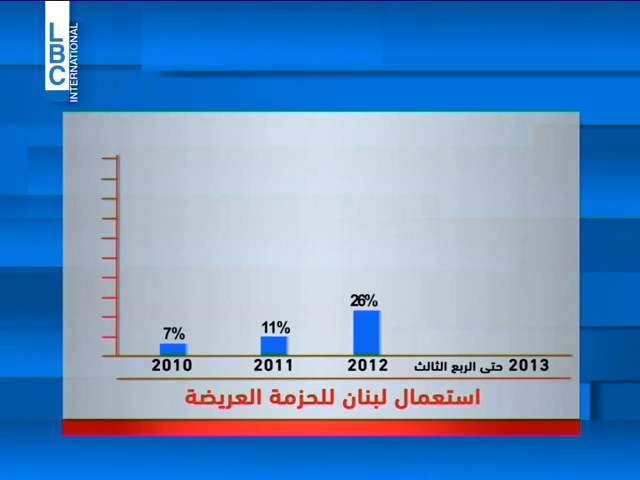 LBC
INTERNATIONAL
7%
11%
26%
2010
2011
2012
2013 حتى الربع الثالث
استعمال لبنان للحزمة العريضة